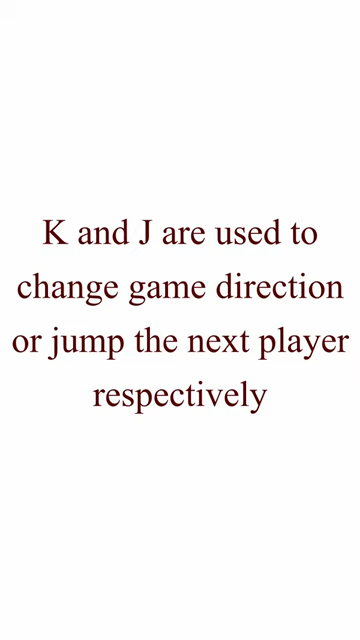 K and J are used to
change game direction
or jump the next player
respectively